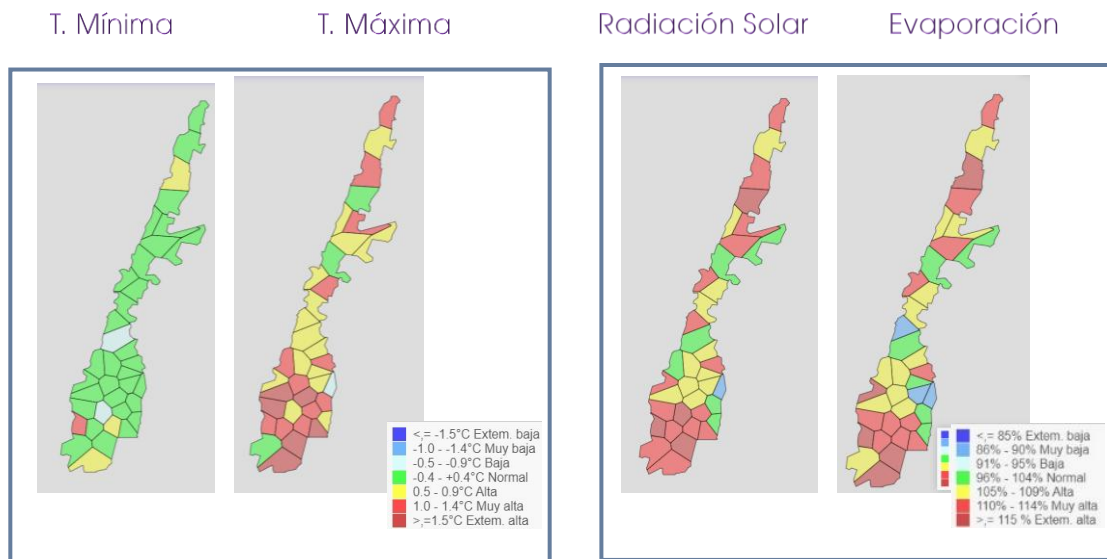 T. Mínima
T. Máxima
Radiación Solar
Evaporación
<,= -1.5°C Extem. baja
-1.0 - -1.4°C Muy baja
-0.5 - -0.9°C Baja
-0.4 - +0.4°C Normal
0.5 - 0.9°C Alta
1.0 - 1.4°C Muy alta
>,=1.5°C Extem. alta
<,= 85% Extem. baja
86% - 90% Muy baja
91% - 95% Baja
96% - 104% Normal
105% - 109% Alta
110% - 114% Muy alta
>,= 115 % Extem. alta